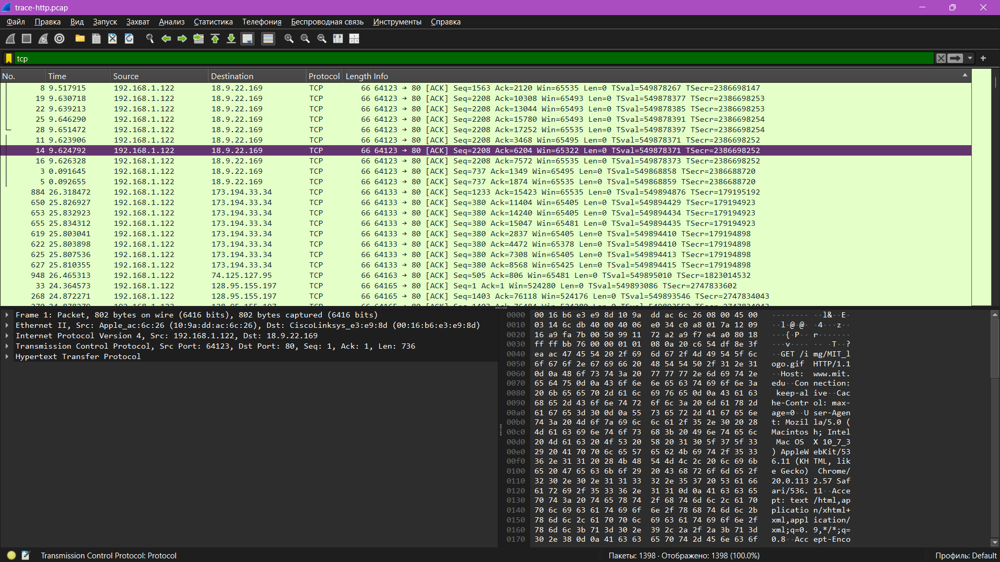 trace-http.pcap
Файл Правка Вид Запуск Захват Анализ Статистика Телефония Беспроводная связь Инструменты Справка
tcp
No. Time Source Destination Protocol Length Info
8 9.517915 192.168.1.122 18.9.22.169 TCP 66 64123 → 80 [ACK] Seq=1563 Ack=2120 Win=65535 Len=0 TSval=549878267 TSecr=2386698147
19 9.630718 192.168.1.122 18.9.22.169 TCP 66 64123 → 80 [ACK] Seq=2208 Ack=10308 Win=65493 Len=0 TSval=549878377 TSecr=2386698253
22 9.639213 192.168.1.122 18.9.22.169 TCP 66 64123 → 80 [ACK] Seq=2208 Ack=13044 Win=65493 Len=0 TSval=549878385 TSecr=2386698253
25 9.646290 192.168.1.122 18.9.22.169 TCP 66 64123 → 80 [ACK] Seq=2208 Ack=15780 Win=65493 Len=0 TSval=549878391 TSecr=2386698254
28 9.651472 192.168.1.122 18.9.22.169 TCP 66 64123 → 80 [ACK] Seq=2208 Ack=17252 Win=65535 Len=0 TSval=549878397 TSecr=2386698254
11 9.623906 192.168.1.122 18.9.22.169 TCP 66 64123 → 80 [ACK] Seq=2208 Ack=3468 Win=65495 Len=0 TSval=549878371 TSecr=2386698252
14 9.624792 192.168.1.122 18.9.22.169 TCP 66 64123 → 80 [ACK] Seq=2208 Ack=6204 Win=65322 Len=0 TSval=549878371 TSecr=2386698252
16 9.626328 192.168.1.122 18.9.22.169 TCP 66 64123 → 80 [ACK] Seq=2208 Ack=7572 Win=65535 Len=0 TSval=549878373 TSecr=2386698252
3 0.091645 192.168.1.122 18.9.22.169 TCP 66 64123 → 80 [ACK] Seq=737 Ack=1349 Win=65495 Len=0 TSval=549868858 TSecr=2386688720
5 0.092655 192.168.1.122 18.9.22.169 TCP 66 64123 → 80 [ACK] Seq=737 Ack=1874 Win=65535 Len=0 TSval=549868859 TSecr=2386688720
884 26.318472 192.168.1.122 173.194.33.34 TCP 66 64133 → 80 [ACK] Seq=1233 Ack=15423 Win=65535 Len=0 TSval=549894876 TSecr=179195192
650 25.826927 192.168.1.122 173.194.33.34 TCP 66 64133 → 80 [ACK] Seq=380 Ack=11404 Win=65405 Len=0 TSval=549894429 TSecr=179194923
653 25.832923 192.168.1.122 173.194.33.34 TCP 66 64133 → 80 [ACK] Seq=380 Ack=14240 Win=65405 Len=0 TSval=549894434 TSecr=179194923
655 25.834312 192.168.1.122 173.194.33.34 TCP 66 64133 → 80 [ACK] Seq=380 Ack=15047 Win=65481 Len=0 TSval=549894435 TSecr=179194923
619 25.803041 192.168.1.122 173.194.33.34 TCP 66 64133 → 80 [ACK] Seq=380 Ack=2837 Win=65405 Len=0 TSval=549894410 TSecr=179194898
622 25.803898 192.168.1.122 173.194.33.34 TCP 66 64133 → 80 [ACK] Seq=380 Ack=4472 Win=65378 Len=0 TSval=549894410 TSecr=179194898
625 25.807536 192.168.1.122 173.194.33.34 TCP 66 64133 → 80 [ACK] Seq=380 Ack=7308 Win=65405 Len=0 TSval=549894413 TSecr=179194898
627 25.810355 192.168.1.122 173.194.33.34 TCP 66 64133 → 80 [ACK] Seq=380 Ack=8568 Win=65425 Len=0 TSval=549894415 TSecr=179194898
948 26.465313 192.168.1.122 74.125.127.95 TCP 66 64163 → 80 [ACK] Seq=505 Ack=806 Win=65481 Len=0 TSval=549895010 TSecr=1823014532
33 24.364573 192.168.1.122 128.95.155.197 TCP 66 64165 → 80 [ACK] Seq=1 Ack=1 Win=524280 Len=0 TSval=549893086 TSecr=2747833602
268 24.872271 192.168.1.122 128.95.155.197 TCP 66 64165 → 80 [ACK] Seq=1403 Ack=76118 Win=524176 Len=0 TSval=549893546 TSecr=2747834043
Frame 1: Packet, 802 bytes on wire (6416 bits), 802 bytes captured (6416 bits)
Ethernet II, Src: Apple_ac:6c:26 (10:9a:dd:ac:6c:26), Dst: CiscoLinksys_e3:e9:8d (00:16:b6:e3:e9:8d)
Internet Protocol Version 4, Src: 192.168.1.122, Dst: 18.9.22.169
Transmission Control Protocol, Src Port: 64123, Dst Port: 80, Seq: 1, Ack: 1, Len: 736
Hypertext Transfer Protocol
0000 00 16 b6 e3 e9 8d 10 9a dd ac 6c 26 08 00 45 00 ········ ··l&··E·
0010 03 14 6c db 40 00 40 06 e0 34 c0 a8 01 7a 12 09 ··l·@·@· ·4···z··
0020 16 a9 fa 7b 00 50 99 11 72 a2 a9 f7 e4 a0 80 18 ···{·P·· r·······
0030 ff ff bb 76 00 00 01 01 08 0a 20 c6 54 df 8e 3f ···v···· ·· ·T··?
0040 ea ac 47 45 54 20 2f 69 6d 67 2f 4d 49 54 5f 6c ··GET /i mg/MIT_l
0050 6f 67 6f 2e 67 69 66 20 48 54 54 50 2f 31 2e 31 ogo.gif HTTP/1.1
0060 0d 0a 48 6f 73 74 3a 20 77 77 77 2e 6d 69 74 2e ··Host: www.mit.
0070 65 64 75 0d 0a 43 6f 6e 6e 65 63 74 69 6f 6e 3a edu··Con nection:
0080 20 6b 65 65 70 2d 61 6c 69 76 65 0d 0a 43 61 63 keep-al ive··Cac
0090 68 65 2d 43 6f 6e 74 72 6f 6c 3a 20 6d 61 78 2d he-Contr ol: max-
00a0 61 67 65 3d 30 0d 0a 55 73 65 72 2d 41 67 65 6e age=0··U ser-Agen
00b0 74 3a 20 4d 6f 7a 69 6c 6c 61 2f 35 2e 30 20 28 t: Mozil la/5.0 (
00c0 4d 61 63 69 6e 74 6f 73 68 3b 20 49 6e 74 65 6c Macintos h; Intel
00d0 20 4d 61 63 20 4f 53 20 58 20 31 30 5f 37 5f 33 Mac OS X 10_7_3
00e0 29 20 41 70 70 6c 65 57 65 62 4b 69 74 2f 35 33 ) AppleW ebKit/53
00f0 36 2e 31 31 20 28 4b 48 54 4d 4c 2c 20 6c 69 6b 6.11 (KH TML, lik
0100 65 20 47 65 63 6b 6f 29 20 43 68 72 6f 6d 65 2f e Gecko) Chrome/
0110 32 30 2e 30 2e 31 31 33 32 2e 35 37 20 53 61 66 20.0.113 2.57 Saf
0120 61 72 69 2f 35 33 36 2e 31 31 0d 0a 41 63 63 65 ari/536. 11··Acce
0130 70 74 3a 20 74 65 78 74 2f 68 74 6d 6c 2c 61 70 pt: text /html,ap
0140 70 6c 69 63 61 74 69 6f 6e 2f 78 68 74 6d 6c 2b plicatio n/xhtml+
0150 78 6d 6c 2c 61 70 70 6c 69 63 61 74 69 6f 6e 2f xml,appl ication/
0160 78 6d 6c 3b 71 3d 30 2e 39 2c 2a 2f 2a 3b 71 3d xml;q=0. 9,*/*;q=
0170 30 2e 38 0d 0a 41 63 63 65 70 74 2d 45 6e 63 6f 0.8··Acc ept-Enco
Transmission Control Protocol: Protocol
Пакеты: 1398 · Отображено: 1398 (100.0%)
Профиль: Default